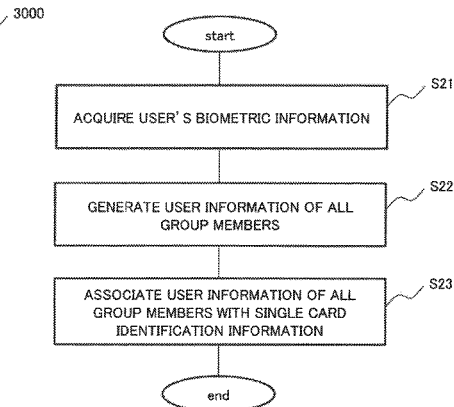 3000
start
S21
ACQUIRE USER'S BIOMETRIC INFORMATION
S22
GENERATE USER INFORMATION OF ALL
GROUP MEMBERS
S23
ASSOCIATE USER INFORMATION OF ALL
GROUP MEMBERS WITH SINGLE CARD
IDENTIFICATION INFORMATION
end